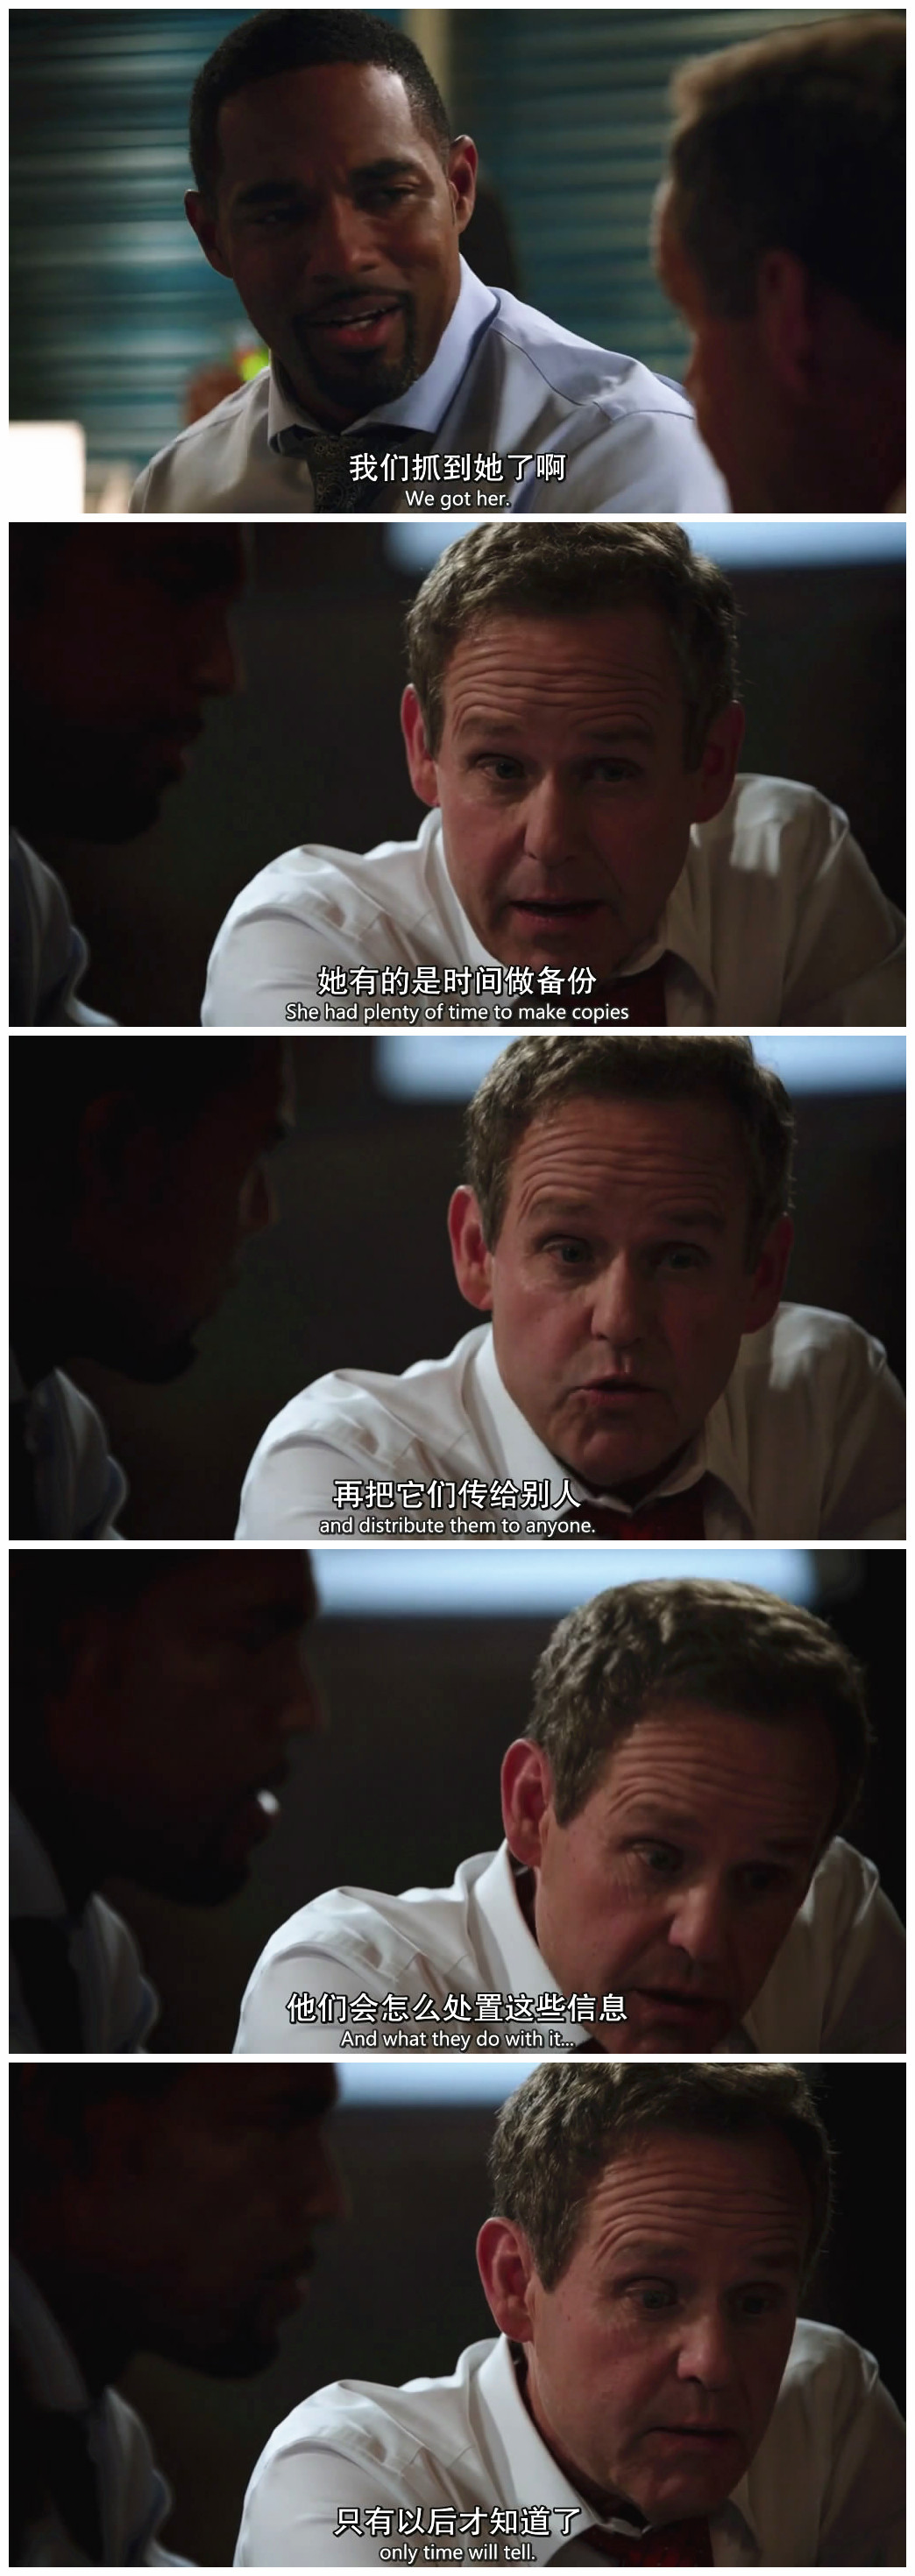 我们抓到她了啊
We got her.
她有的是时间做备份
She had plenty of time to make copies
再把它们传给别人
and distribute them to anyone.
他们会怎么处置这些信息
And what they do with it...
只有以后才知道了
only time will tell.